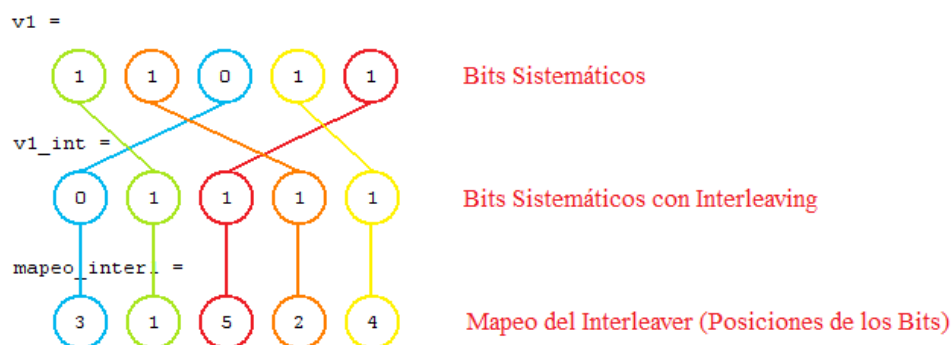 v1 =
1 1 0 1 1 Bits Sistemáticos
v1_int =
0 1 1 1 1 Bits Sistemáticos con Interleaving
mapeo_interl =
3 1 5 2 4 Mapeo del Interleaver (Posiciones de los Bits)